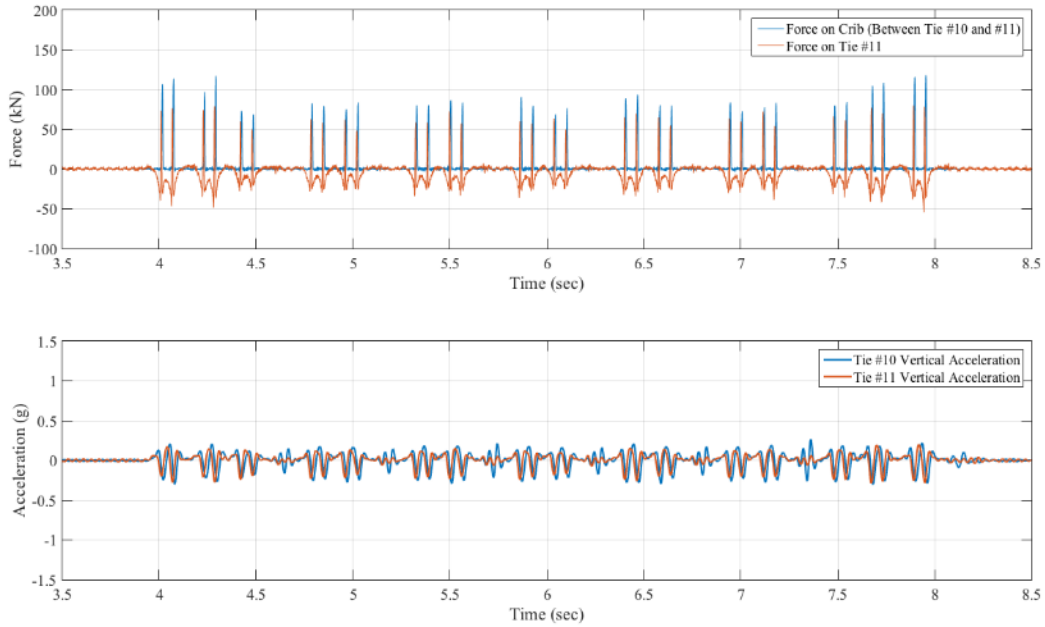 200
150
100
50
0
-50
-100
Force (kN)
Force on Crib (Between Tie #10 and #11)
Force on Tie #11
3.5 4 4.5 5 5.5 6 6.5 7 7.5 8 8.5
Time (sec)
1.5
1
0.5
0
-0.5
-1
-1.5
Acceleration (g)
Tie #10 Vertical Acceleration
Tie #11 Vertical Acceleration
3.5 4 4.5 5 5.5 6 6.5 7 7.5 8 8.5
Time (sec)